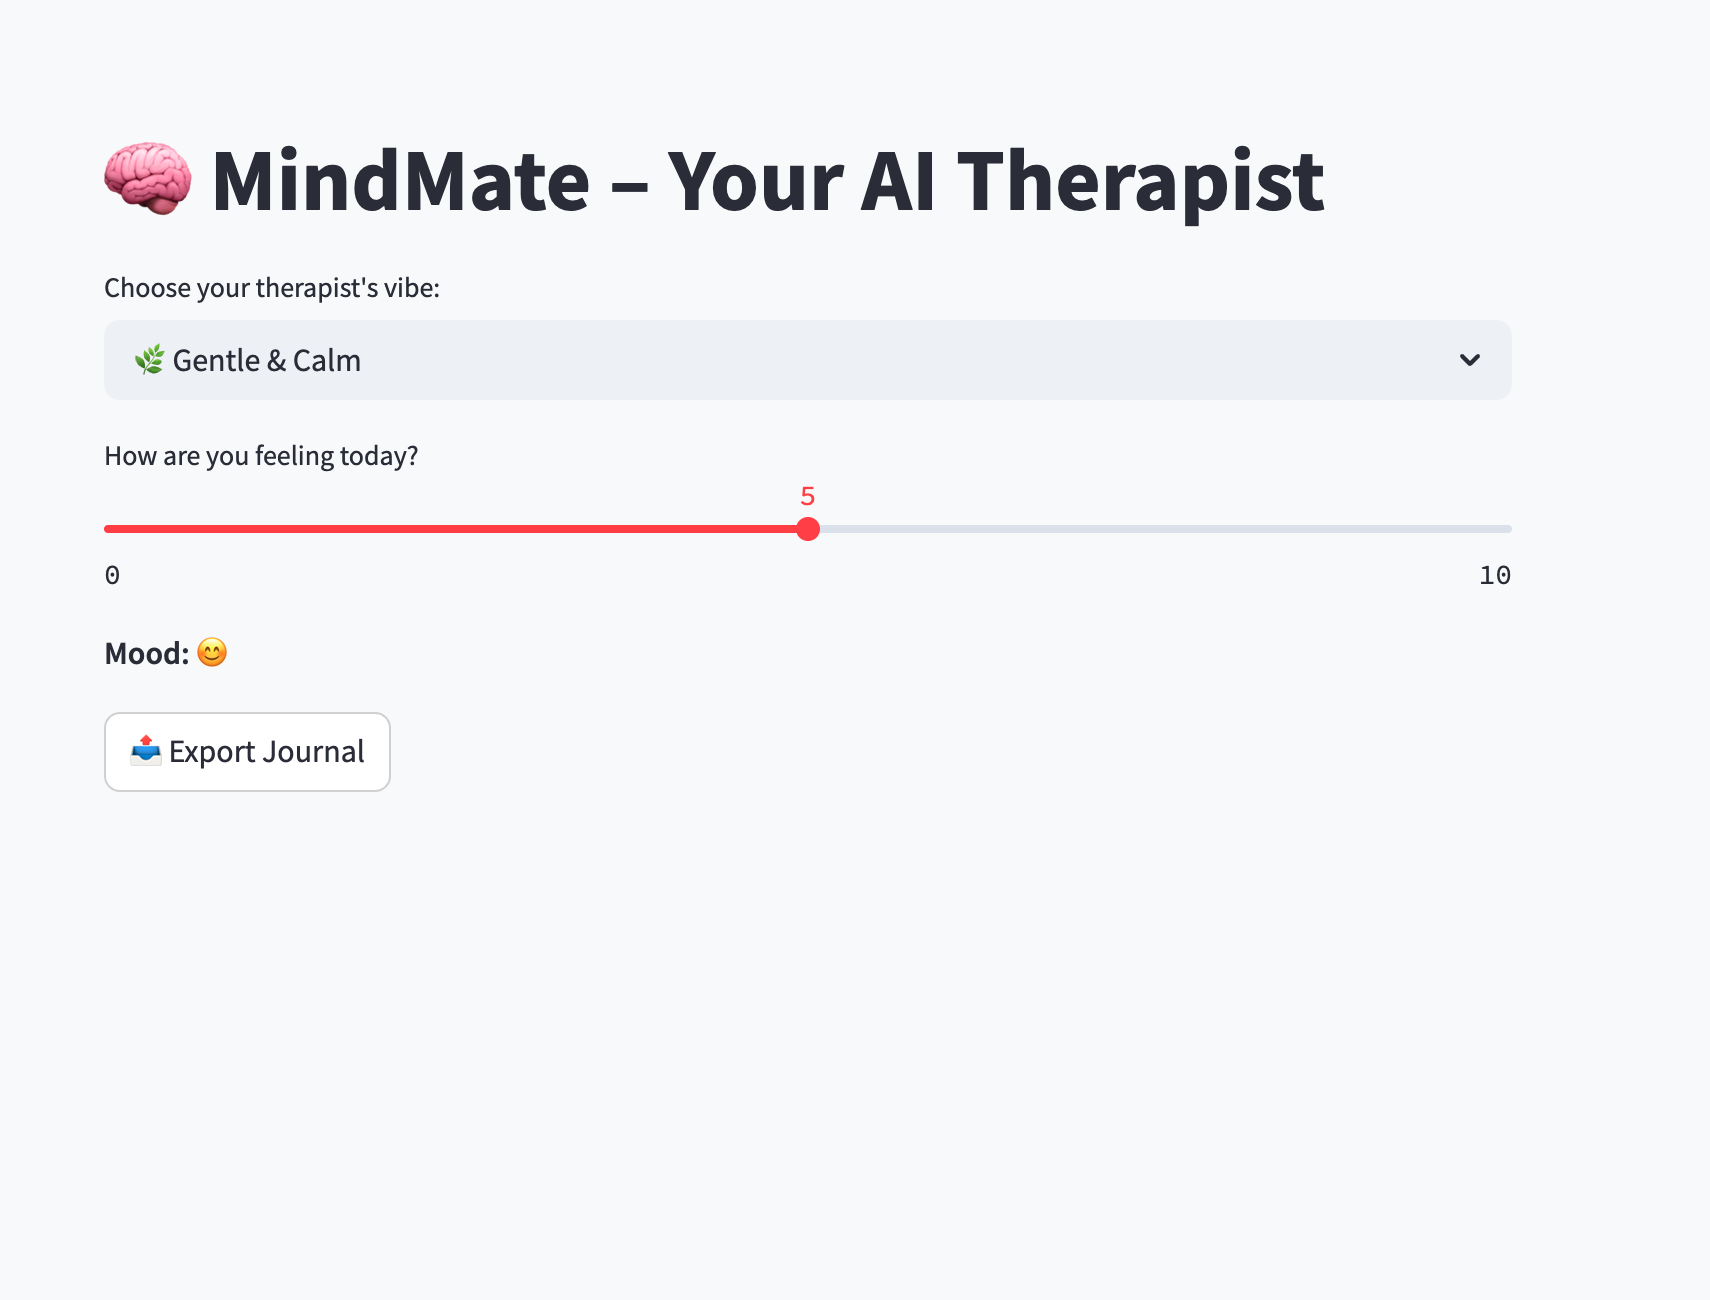 🧠 MindMate – Your AI Therapist
Choose your therapist's vibe:
🌿 Gentle & Calm
How are you feeling today?
5
0 10
Mood: 😊
📤 Export Journal